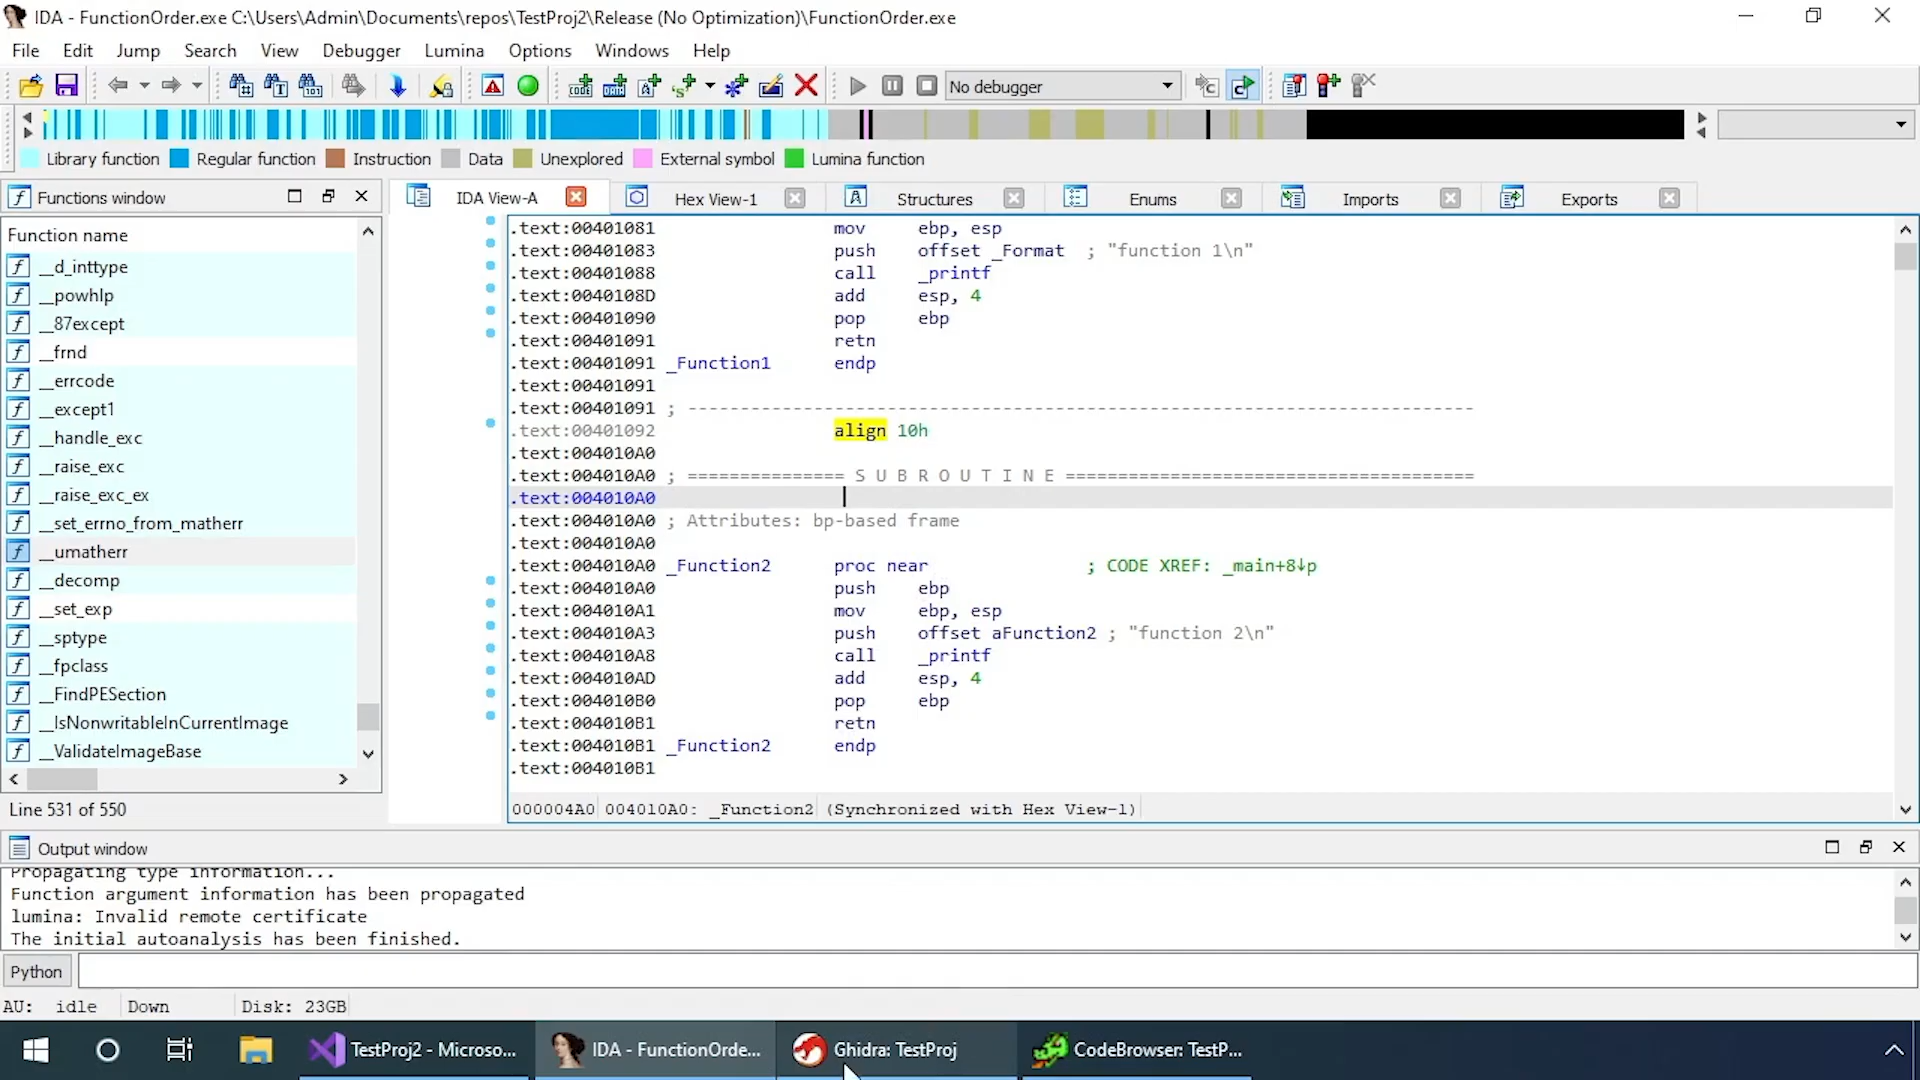 IDA - FunctionOrder.exe C:\Users\Admin\Documents\repos\TestProj2\Release (No Optimization)\FunctionOrder.exe
File Edit Jump Search View Debugger Lumina Options Windows Help
No debugger
Library function Regular function Instruction Data Unexplored External symbol Lumina function
Functions window
IDA View-A Hex View-1 Structures Enums Imports Exports
Function name
__d_inttype
__powhlp
__87except
__frnd
__errcode
__except1
__handle_exc
__raise_exc
__raise_exc_ex
__set_errno_from_matherr
__umatherr
__decomp
__set_exp
__sptype
__fpclass
__FindPESection
__IsNonwritableInCurrentImage
__ValidateImageBase
Line 531 of 550
.text:00401081 mov ebp, esp
.text:00401083 push offset _Format ; "function 1\n"
.text:00401088 call _printf
.text:0040108D add esp, 4
.text:00401090 pop ebp
.text:00401091 retn
.text:00401091 _Function1 endp
.text:00401091
.text:00401091 ; ---------------------------------------------------------------------------
.text:00401092 align 10h
.text:004010A0
.text:004010A0 ; =============== S U B R O U T I N E =======================================
.text:004010A0
.text:004010A0 ; Attributes: bp-based frame
.text:004010A0
.text:004010A0 _Function2 proc near ; CODE XREF: _main+8↓p
.text:004010A0 push ebp
.text:004010A1 mov ebp, esp
.text:004010A3 push offset aFunction2 ; "function 2\n"
.text:004010A8 call _printf
.text:004010AD add esp, 4
.text:004010B0 pop ebp
.text:004010B1 retn
.text:004010B1 _Function2 endp
.text:004010B1
000004A0 004010A0: _Function2 (Synchronized with Hex View-1)
Output window
Propagating type information...
Function argument information has been propagated
lumina: Invalid remote certificate
The initial autoanalysis has been finished.
Python
AU: idle Down Disk: 23GB
TestProj2 - Microso... IDA - FunctionOrde... Ghidra: TestProj CodeBrowser: TestP...